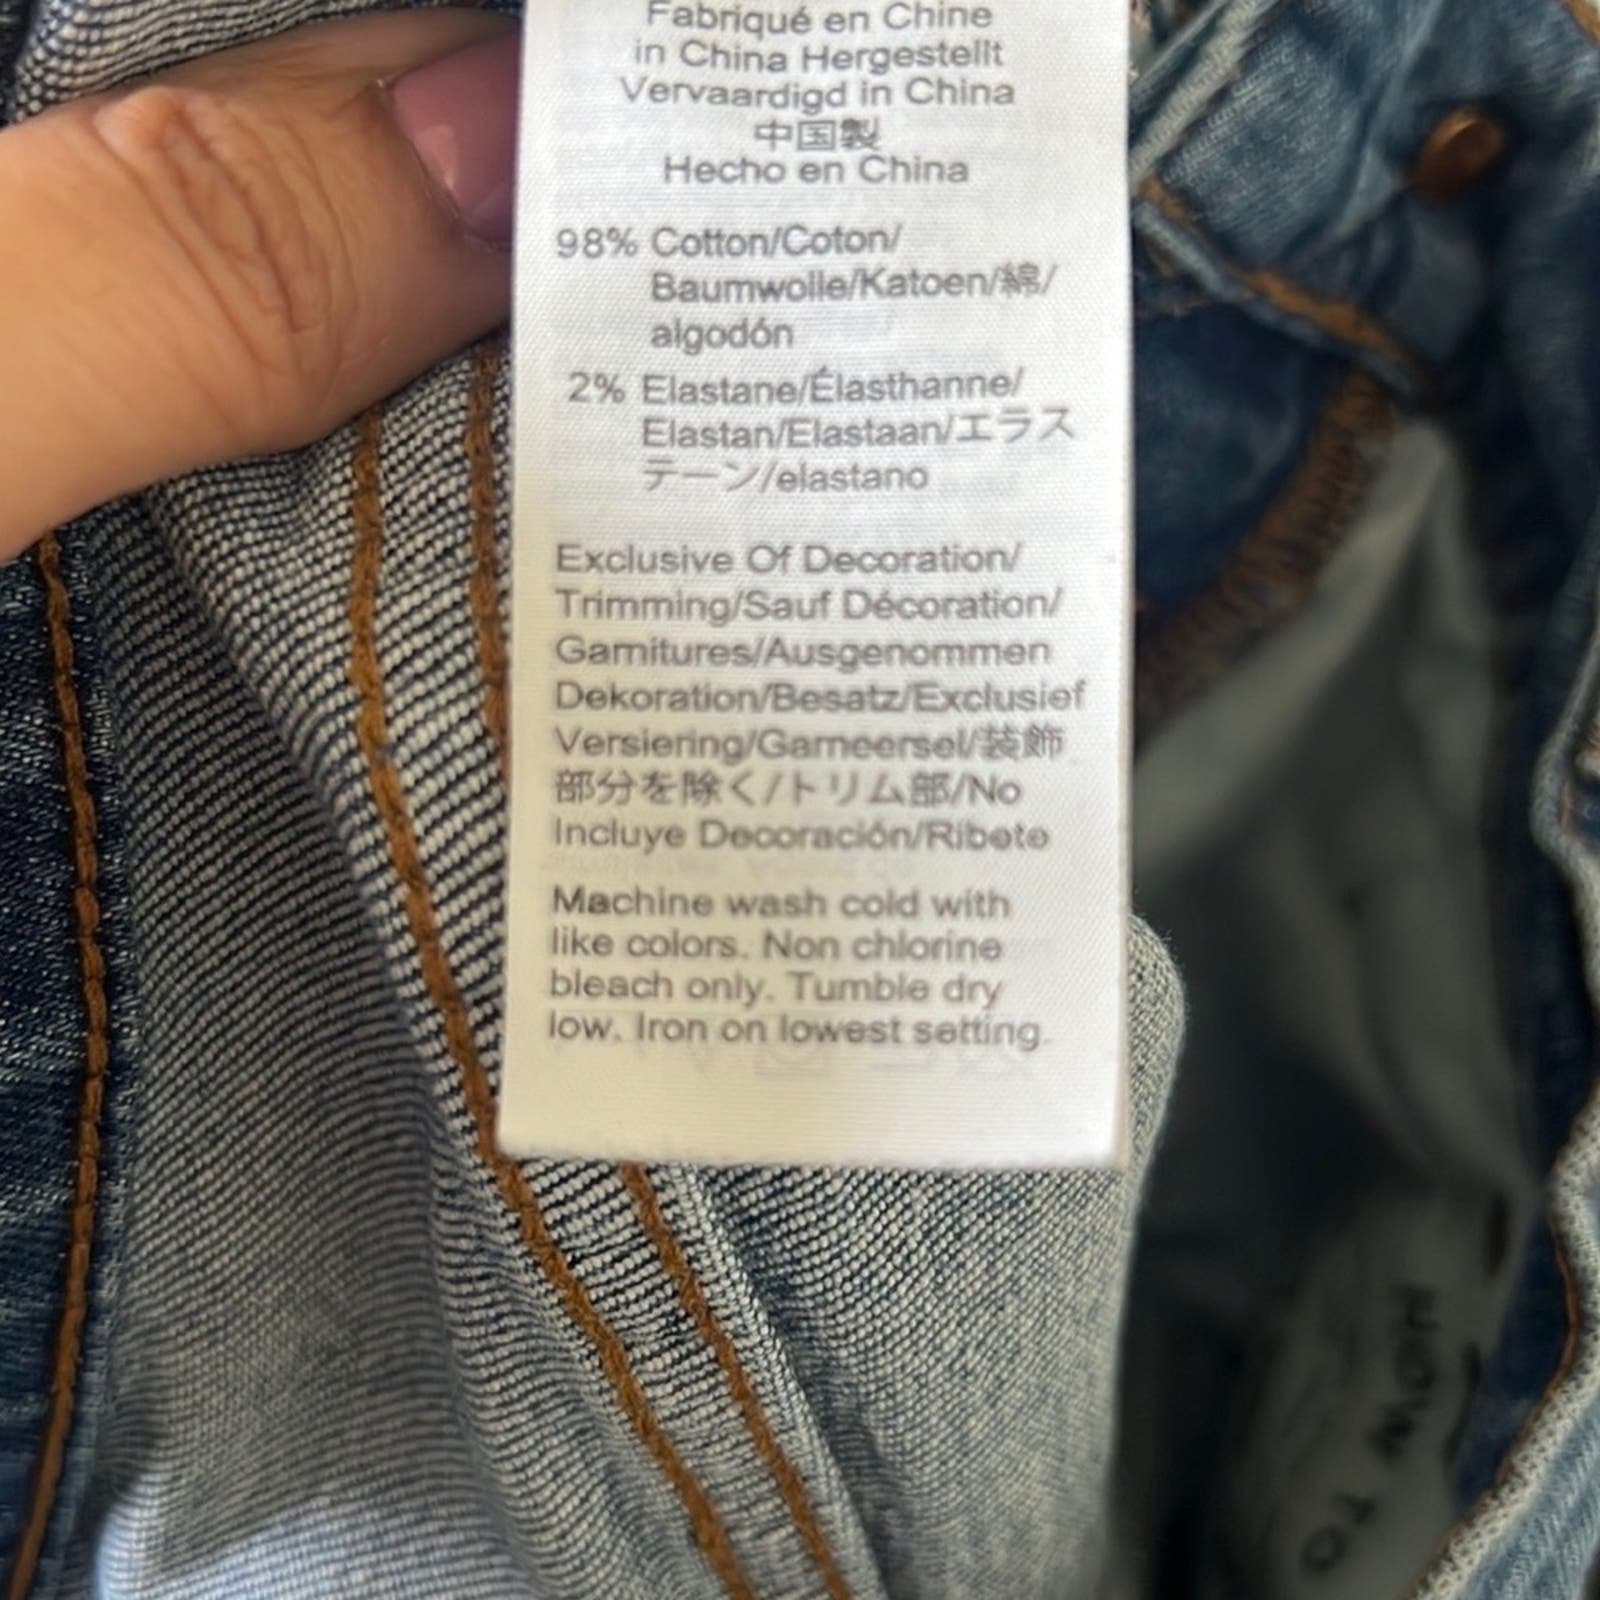 Fabriqué en Chine
in China Hergestellt
Vervaardigd in China
中国製
Hecho en China
98% Cotton/Coton/
Baumwolle/Katoen/綿/
algodón
2% Elastane/Élasthanne/
Elastan/Elastaan/エラス
テーン/elastano
Exclusive Of Decoration/
Trimming/Sauf Décoration/
Garnitures/Ausgenommen
Dekoration/Besatz/Exclusief
Versiering/Garneersel/装飾
部分を除く/トリム部/No
Incluye Decoración/Ribete
Machine wash cold with
like colors. Non chlorine
bleach only. Tumble dry
low. Iron on lowest setting.
HOW TO